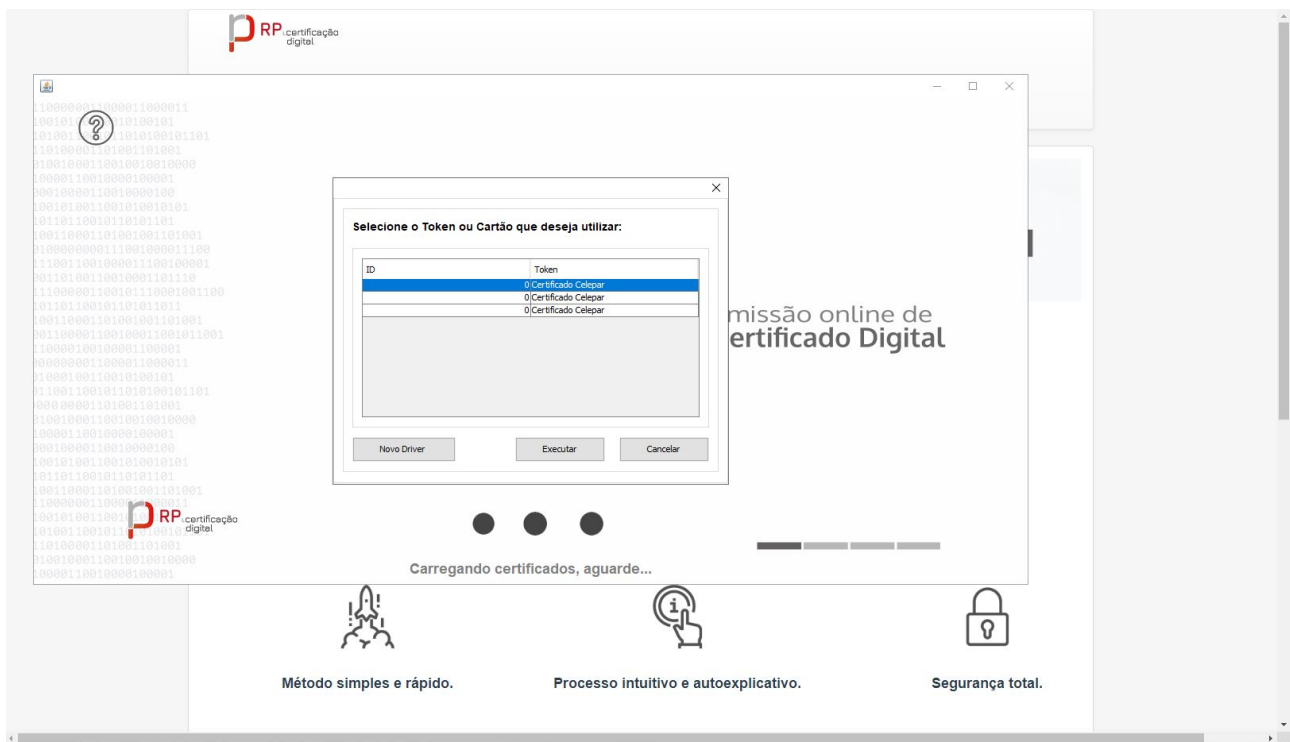 RP certificação
digital
?
Selecione o Token ou Cartão que deseja utilizar:
ID Token
0 Certificado Celepar
0 Certificado Celepar
0 Certificado Celepar
Novo Driver Executar Cancelar
missão online de
ertificado Digital
RP certificação
digital
Carregando certificados, aguarde...
Método simples e rápido. Processo intuitivo e autoexplicativo. Segurança total.